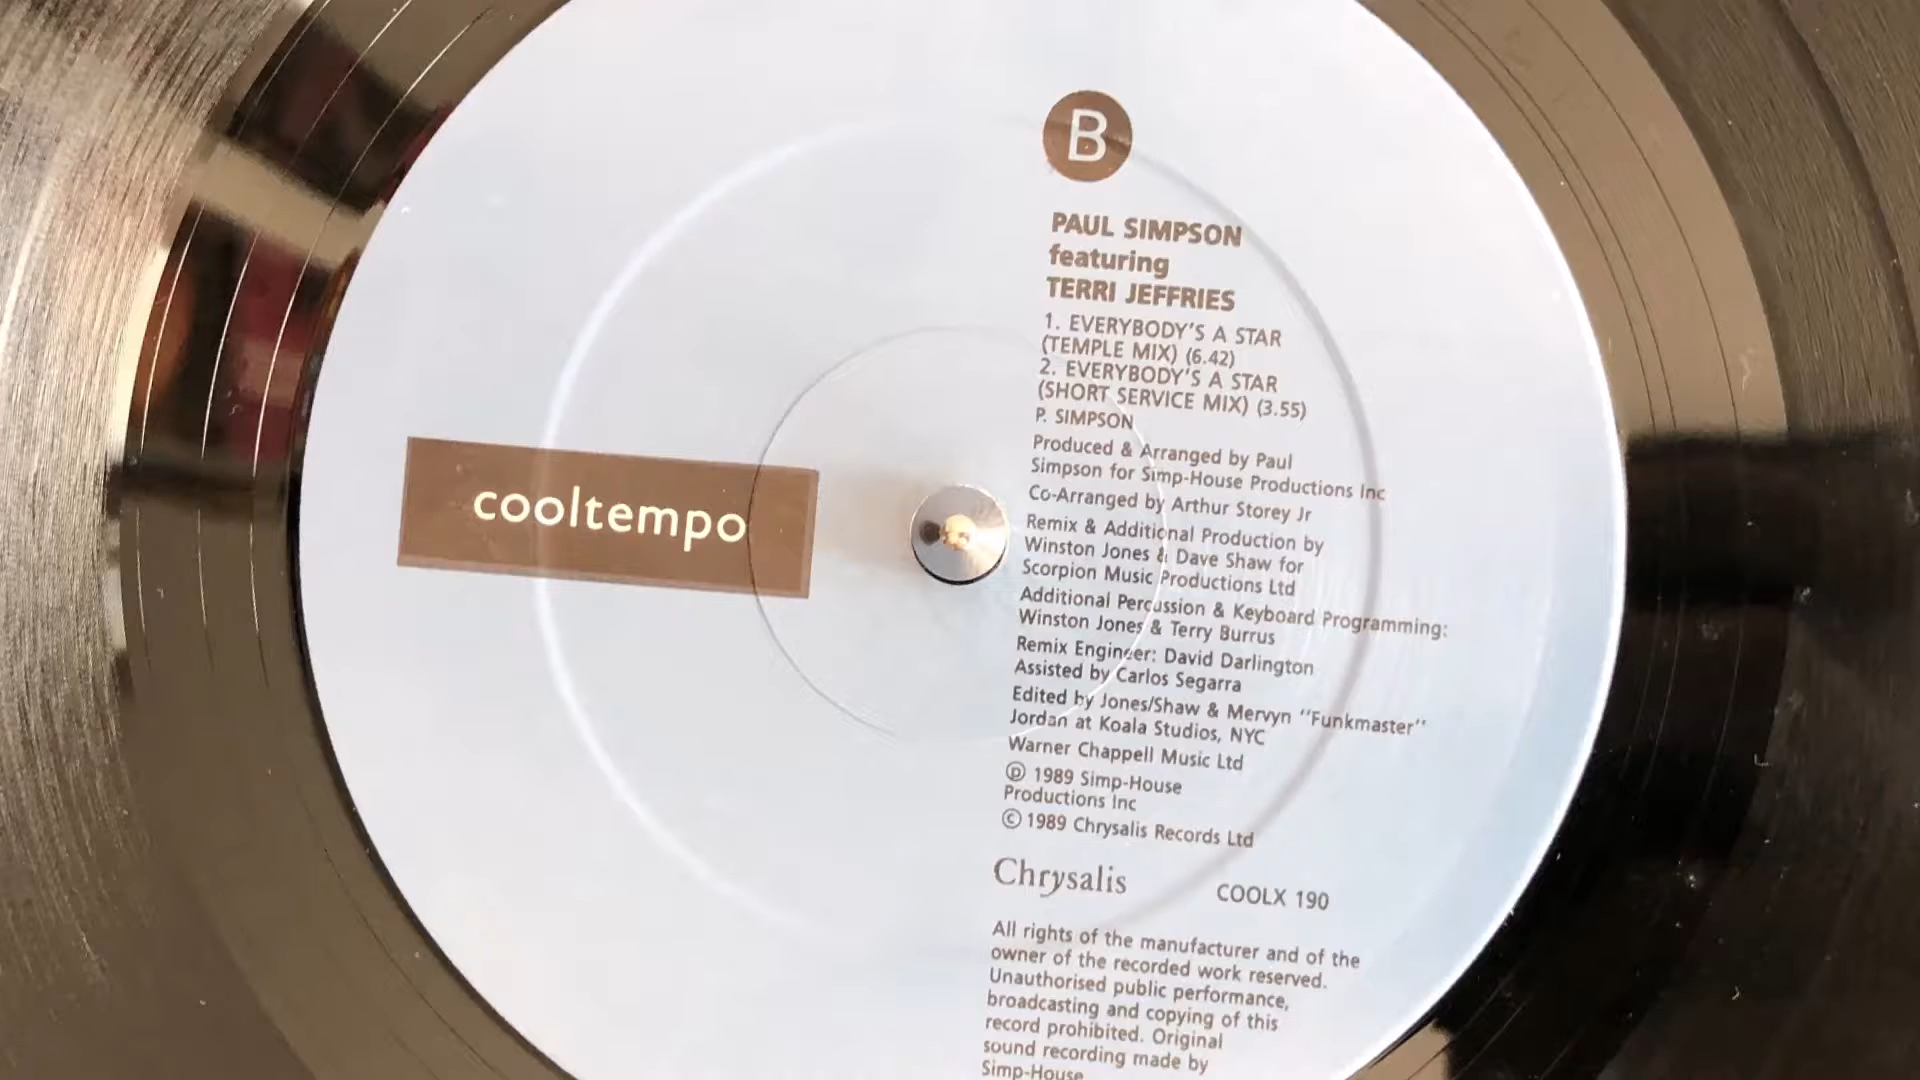 B
PAUL SIMPSON
featuring
TERRI JEFFRIES
1. EVERYBODY'S A STAR
(TEMPLE MIX) (6.42)
2. EVERYBODY'S A STAR
(SHORT SERVICE MIX) (3.55)
P. SIMPSON
Produced & Arranged by Paul
Simpson for Simp-House Productions Inc
Co-Arranged by Arthur Storey Jr
Remix & Additional Production by
Winston Jones & Dave Shaw for
Scorpion Music Productions Ltd
Additional Percussion & Keyboard Programming:
Winston Jones & Terry Burrus
Remix Engineer: David Darlington
Assisted by Carlos Segarra
Edited by Jones/Shaw & Mervyn "Funkmaster"
Jordan at Koala Studios, NYC
Warner Chappell Music Ltd
Ⓟ 1989 Simp-House
Productions Inc
© 1989 Chrysalis Records Ltd
cooltempo
Chrysalis COOLX 190
All rights of the manufacturer and of the
owner of the recorded work reserved.
Unauthorised public performance,
broadcasting and copying of this
record prohibited. Original
sound recording made by
Simp-House